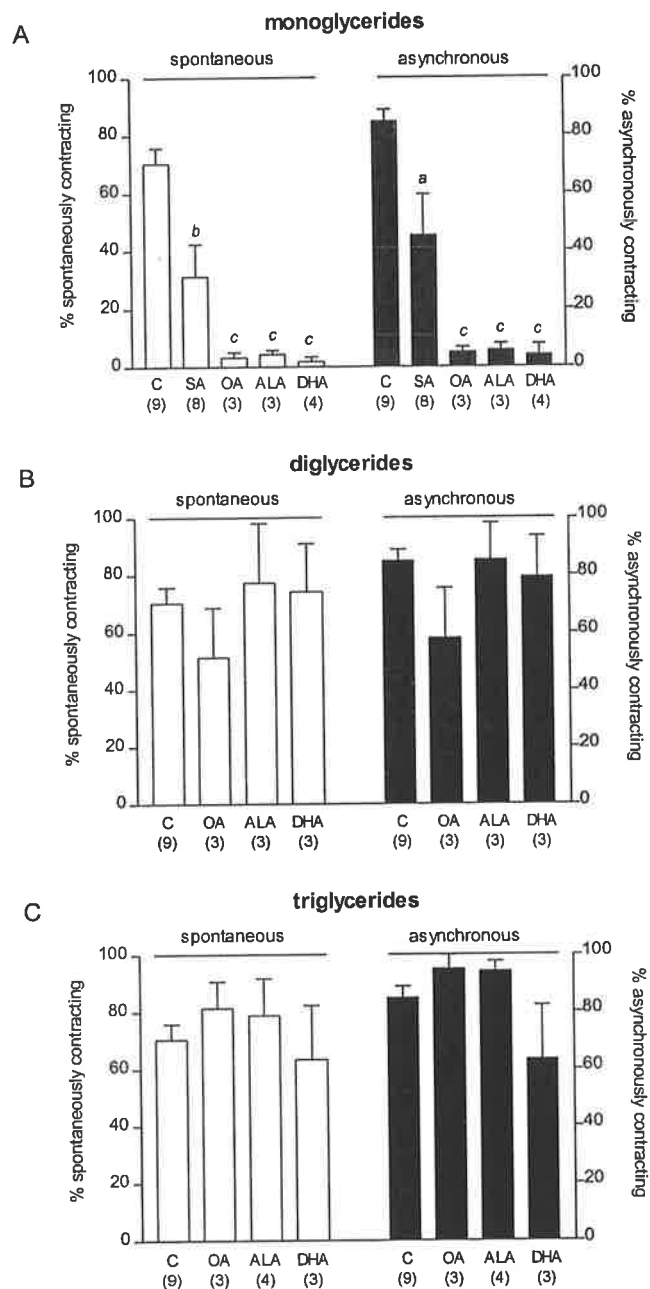 A
monoglycerides
spontaneous
asynchronous
% spontaneously contracting
100
80
60
40
20
0
b
c
c
c
a
c
c
c
100
80
60
40
20
0
% asynchronously contracting
C SA OA ALA DHA
(9) (8) (3) (3) (4)
C SA OA ALA DHA
(9) (8) (3) (3) (4)
B
diglycerides
spontaneous
asynchronous
% spontaneously contracting
100
80
60
40
20
0
100
80
60
40
20
0
% asynchronously contracting
C OA ALA DHA
(9) (3) (3) (3)
C OA ALA DHA
(9) (3) (3) (3)
C
triglycerides
spontaneous
asynchronous
% spontaneously contracting
100
80
60
40
20
0
100
80
60
40
20
0
% asynchronously contracting
C OA ALA DHA
(9) (3) (4) (3)
C OA ALA DHA
(9) (3) (4) (3)